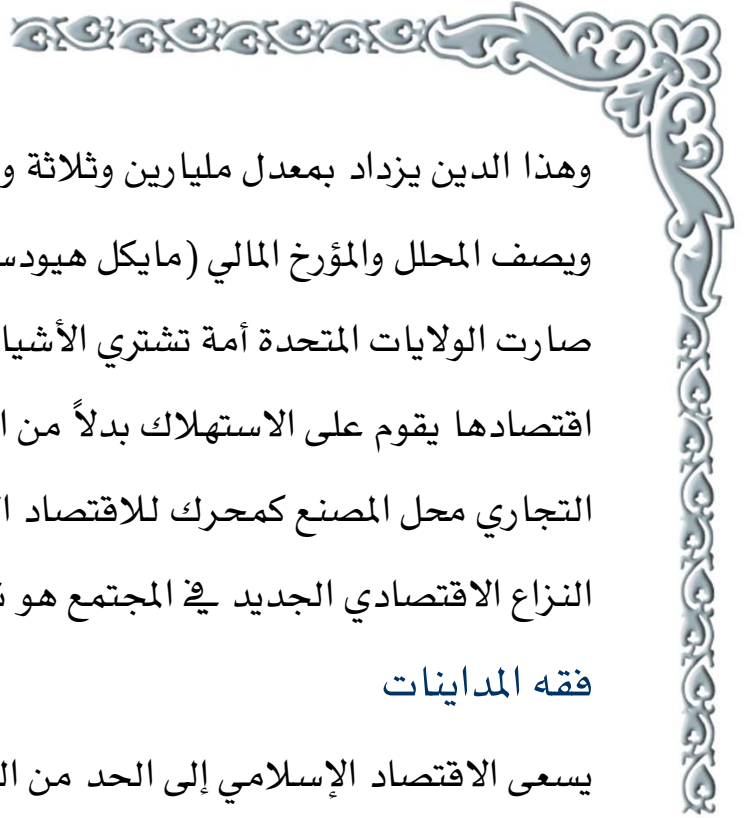 وهذا الدين يزداد بمعدل مليارين وثلاثة و
ويصف المحلل والمؤرخ المالي (مايكل هيودس
صارت الولايات المتحدة أمة تشتري الأشيا
اقتصادها يقوم على الاستهلاك بدلاً من ا
التجاري محل المصنع كمحرك للاقتصاد ا
النزاع الاقتصادي الجديد في المجتمع هو
فقه المداينات
يسعى الاقتصاد الإسلامي إلى الحد من ال